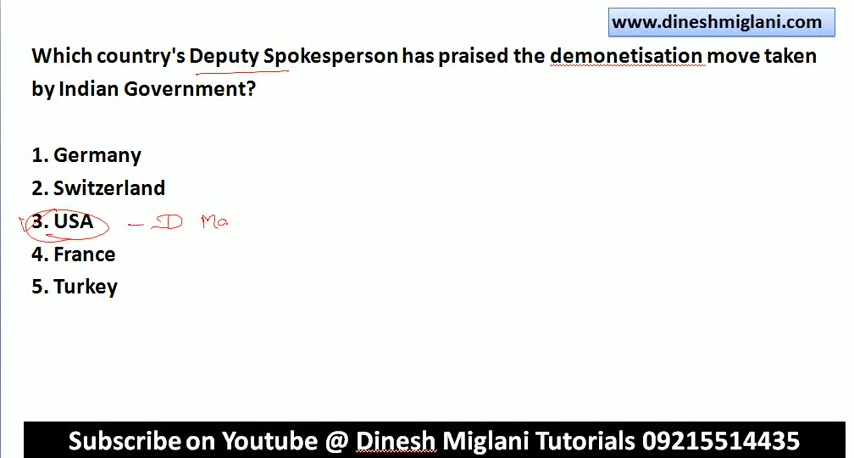 www.dineshmiglani.com
Which country's Deputy Spokesperson has praised the demonetisation move taken
by Indian Government?
1. Germany
2. Switzerland
3. USA – D Ma
4. France
5. Turkey
Subscribe on Youtube @ Dinesh Miglani Tutorials 09215514435